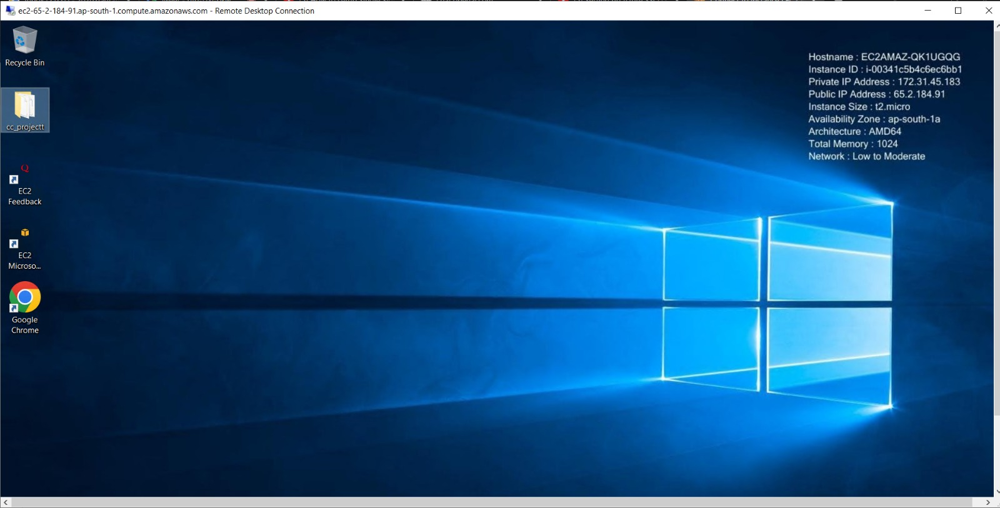 ec2-65-2-184-91.ap-south-1.compute.amazonaws.com - Remote Desktop Connection
Recycle Bin
cc_projectt
EC2
Feedback
EC2
Microso...
Google
Chrome
Hostname : EC2AMAZ-QK1UGQG
Instance ID : i-00341c5b4c6ec6bb1
Private IP Address : 172.31.45.183
Public IP Address : 65.2.184.91
Instance Size : t2.micro
Availability Zone : ap-south-1a
Architecture : AMD64
Total Memory : 1024
Network : Low to Moderate